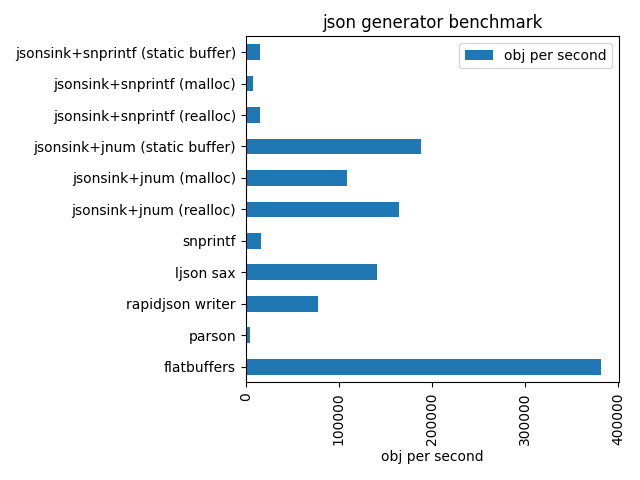 json generator benchmark
obj per second
jsonsink+snprintf (static buffer)
jsonsink+snprintf (malloc)
jsonsink+snprintf (realloc)
jsonsink+jnum (static buffer)
jsonsink+jnum (malloc)
jsonsink+jnum (realloc)
snprintf
ljson sax
rapidjson writer
parson
flatbuffers
0
100000
200000
300000
400000
obj per second